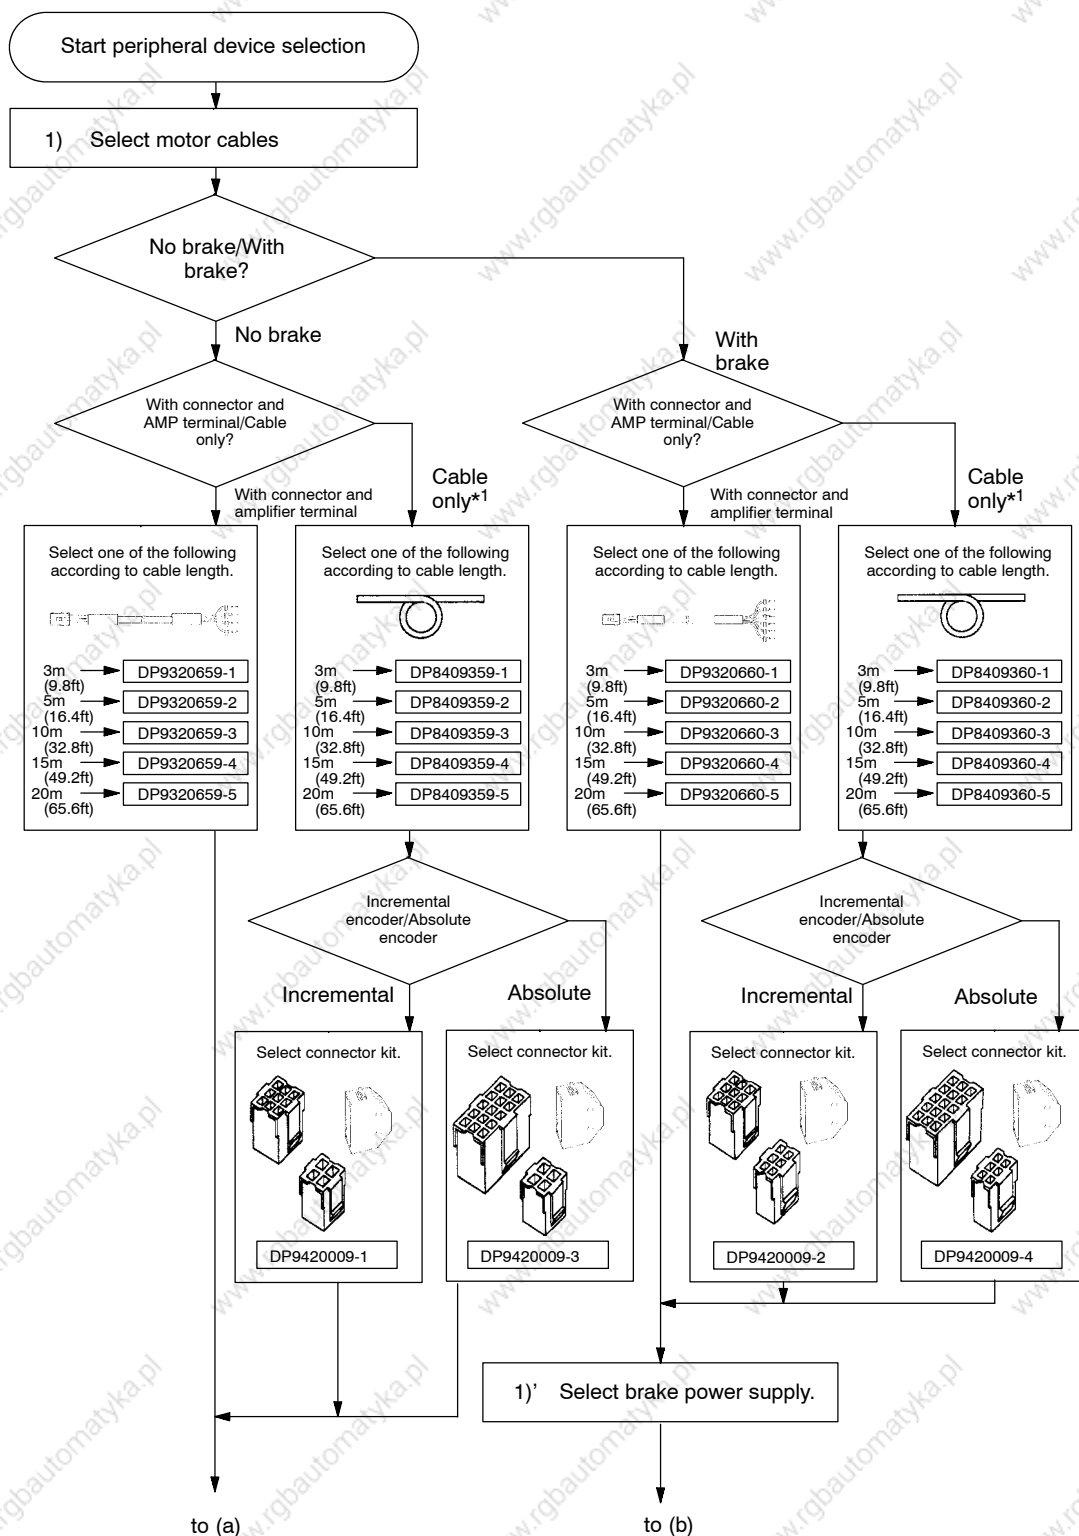 Start peripheral device selection
1) Select motor cables
No brake/With
brake?
No brake
With
brake
With connector and
AMP terminal/Cable
only?
With connector and
AMP terminal/Cable
only?
Cable
only*1
With connector and
amplifier terminal
Cable
only*1
With connector and
amplifier terminal
Select one of the following
according to cable length.
3m
(9.8ft)
DP9320659-1
5m
(16.4ft)
DP9320659-2
10m
(32.8ft)
DP9320659-3
15m
(49.2ft)
DP9320659-4
20m
(65.6ft)
DP9320659-5
Select one of the following
according to cable length.
3m
(9.8ft)
DP8409359-1
5m
(16.4ft)
DP8409359-2
10m
(32.8ft)
DP8409359-3
15m
(49.2ft)
DP8409359-4
20m
(65.6ft)
DP8409359-5
Select one of the following
according to cable length.
3m
(9.8ft)
DP9320660-1
5m
(16.4ft)
DP9320660-2
10m
(32.8ft)
DP9320660-3
15m
(49.2ft)
DP9320660-4
20m
(65.6ft)
DP9320660-5
Select one of the following
according to cable length.
3m
(9.8ft)
DP8409360-1
5m
(16.4ft)
DP8409360-2
10m
(32.8ft)
DP8409360-3
15m
(49.2ft)
DP8409360-4
20m
(65.6ft)
DP8409360-5
Incremental
encoder/Absolute
encoder
Incremental
encoder/Absolute
encoder
Incremental
Absolute
Incremental
Absolute
Select connector kit.
DP9420009-1
Select connector kit.
DP9420009-3
Select connector kit.
DP9420009-2
Select connector kit.
DP9420009-4
1)’ Select brake power supply.
to (a)
to (b)
www.rgbautomatyka.pl